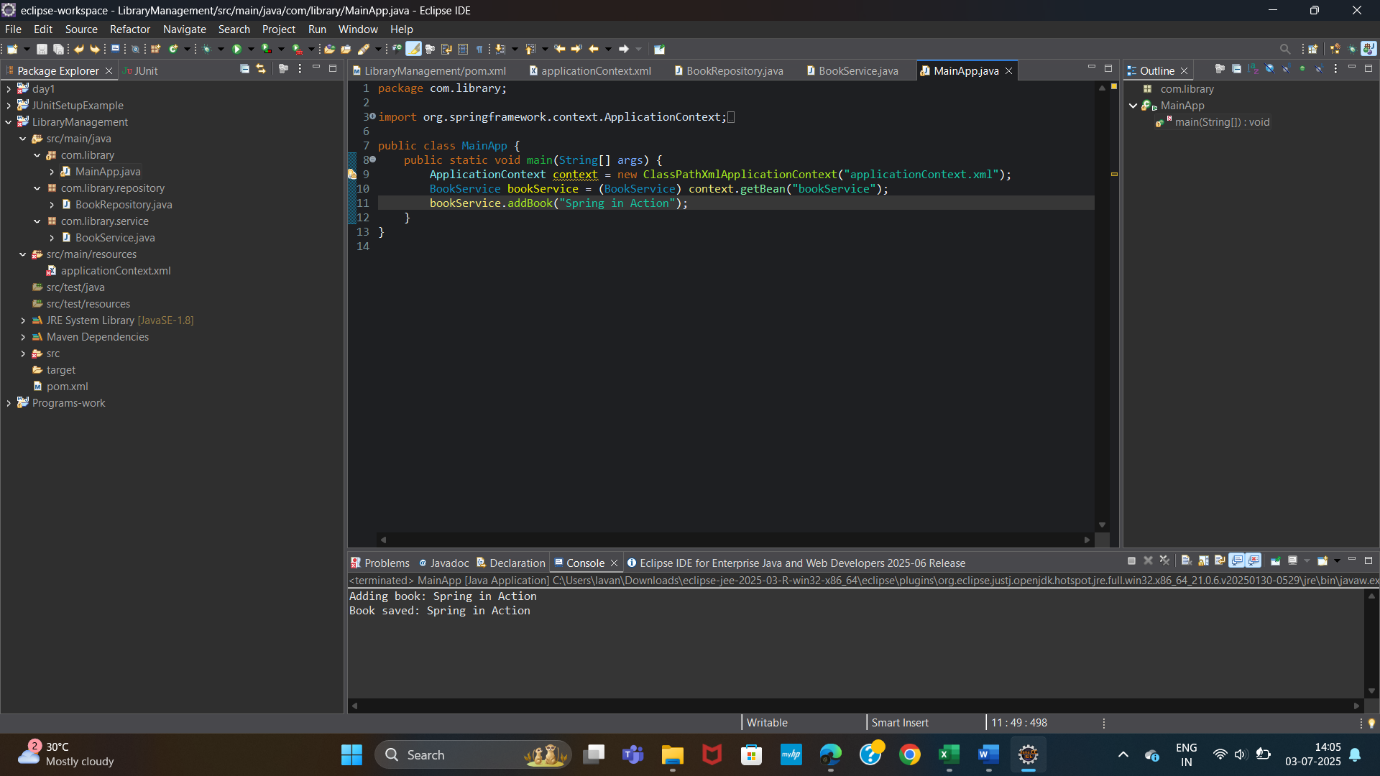 eclipse-workspace - LibraryManagement/src/main/java/com/library/MainApp.java - Eclipse IDE
File Edit Source Refactor Navigate Search Project Run Window Help
Package Explorer
JUnit
day1
JUnitSetupExample
LibraryManagement
src/main/java
com.library
MainApp.java
com.library.repository
BookRepository.java
com.library.service
BookService.java
src/main/resources
applicationContext.xml
src/test/java
src/test/resources
JRE System Library [JavaSE-1.8]
Maven Dependencies
src
target
pom.xml
Programs-work
LibraryManagement/pom.xml applicationContext.xml BookRepository.java BookService.java MainApp.java
1 package com.library;
2
3 import org.springframework.context.ApplicationContext;
6
7 public class MainApp {
8 public static void main(String[] args) {
9 ApplicationContext context = new ClassPathXmlApplicationContext("applicationContext.xml");
10 BookService bookService = (BookService) context.getBean("bookService");
11 bookService.addBook("Spring in Action");
12 }
13 }
14
Outline
com.library
MainApp
main(String[]) : void
Problems Javadoc Declaration Console Eclipse IDE for Enterprise Java and Web Developers 2025-06 Release
<terminated> MainApp [Java Application] C:\Users\lavan\Downloads\eclipse-jee-2025-03-R-win32-x86_64\eclipse\plugins\org.eclipse.justj.openjdk.hotspot.jre.full.win32.x86_64_21.0.6.v20250130-0529\jre\bin\javaw.ex
Adding book: Spring in Action
Book saved: Spring in Action
Writable Smart Insert 11 : 49 : 498
2
30°C
Mostly cloudy
Search
mvhp
ENG
IN
14:05
03-07-2025